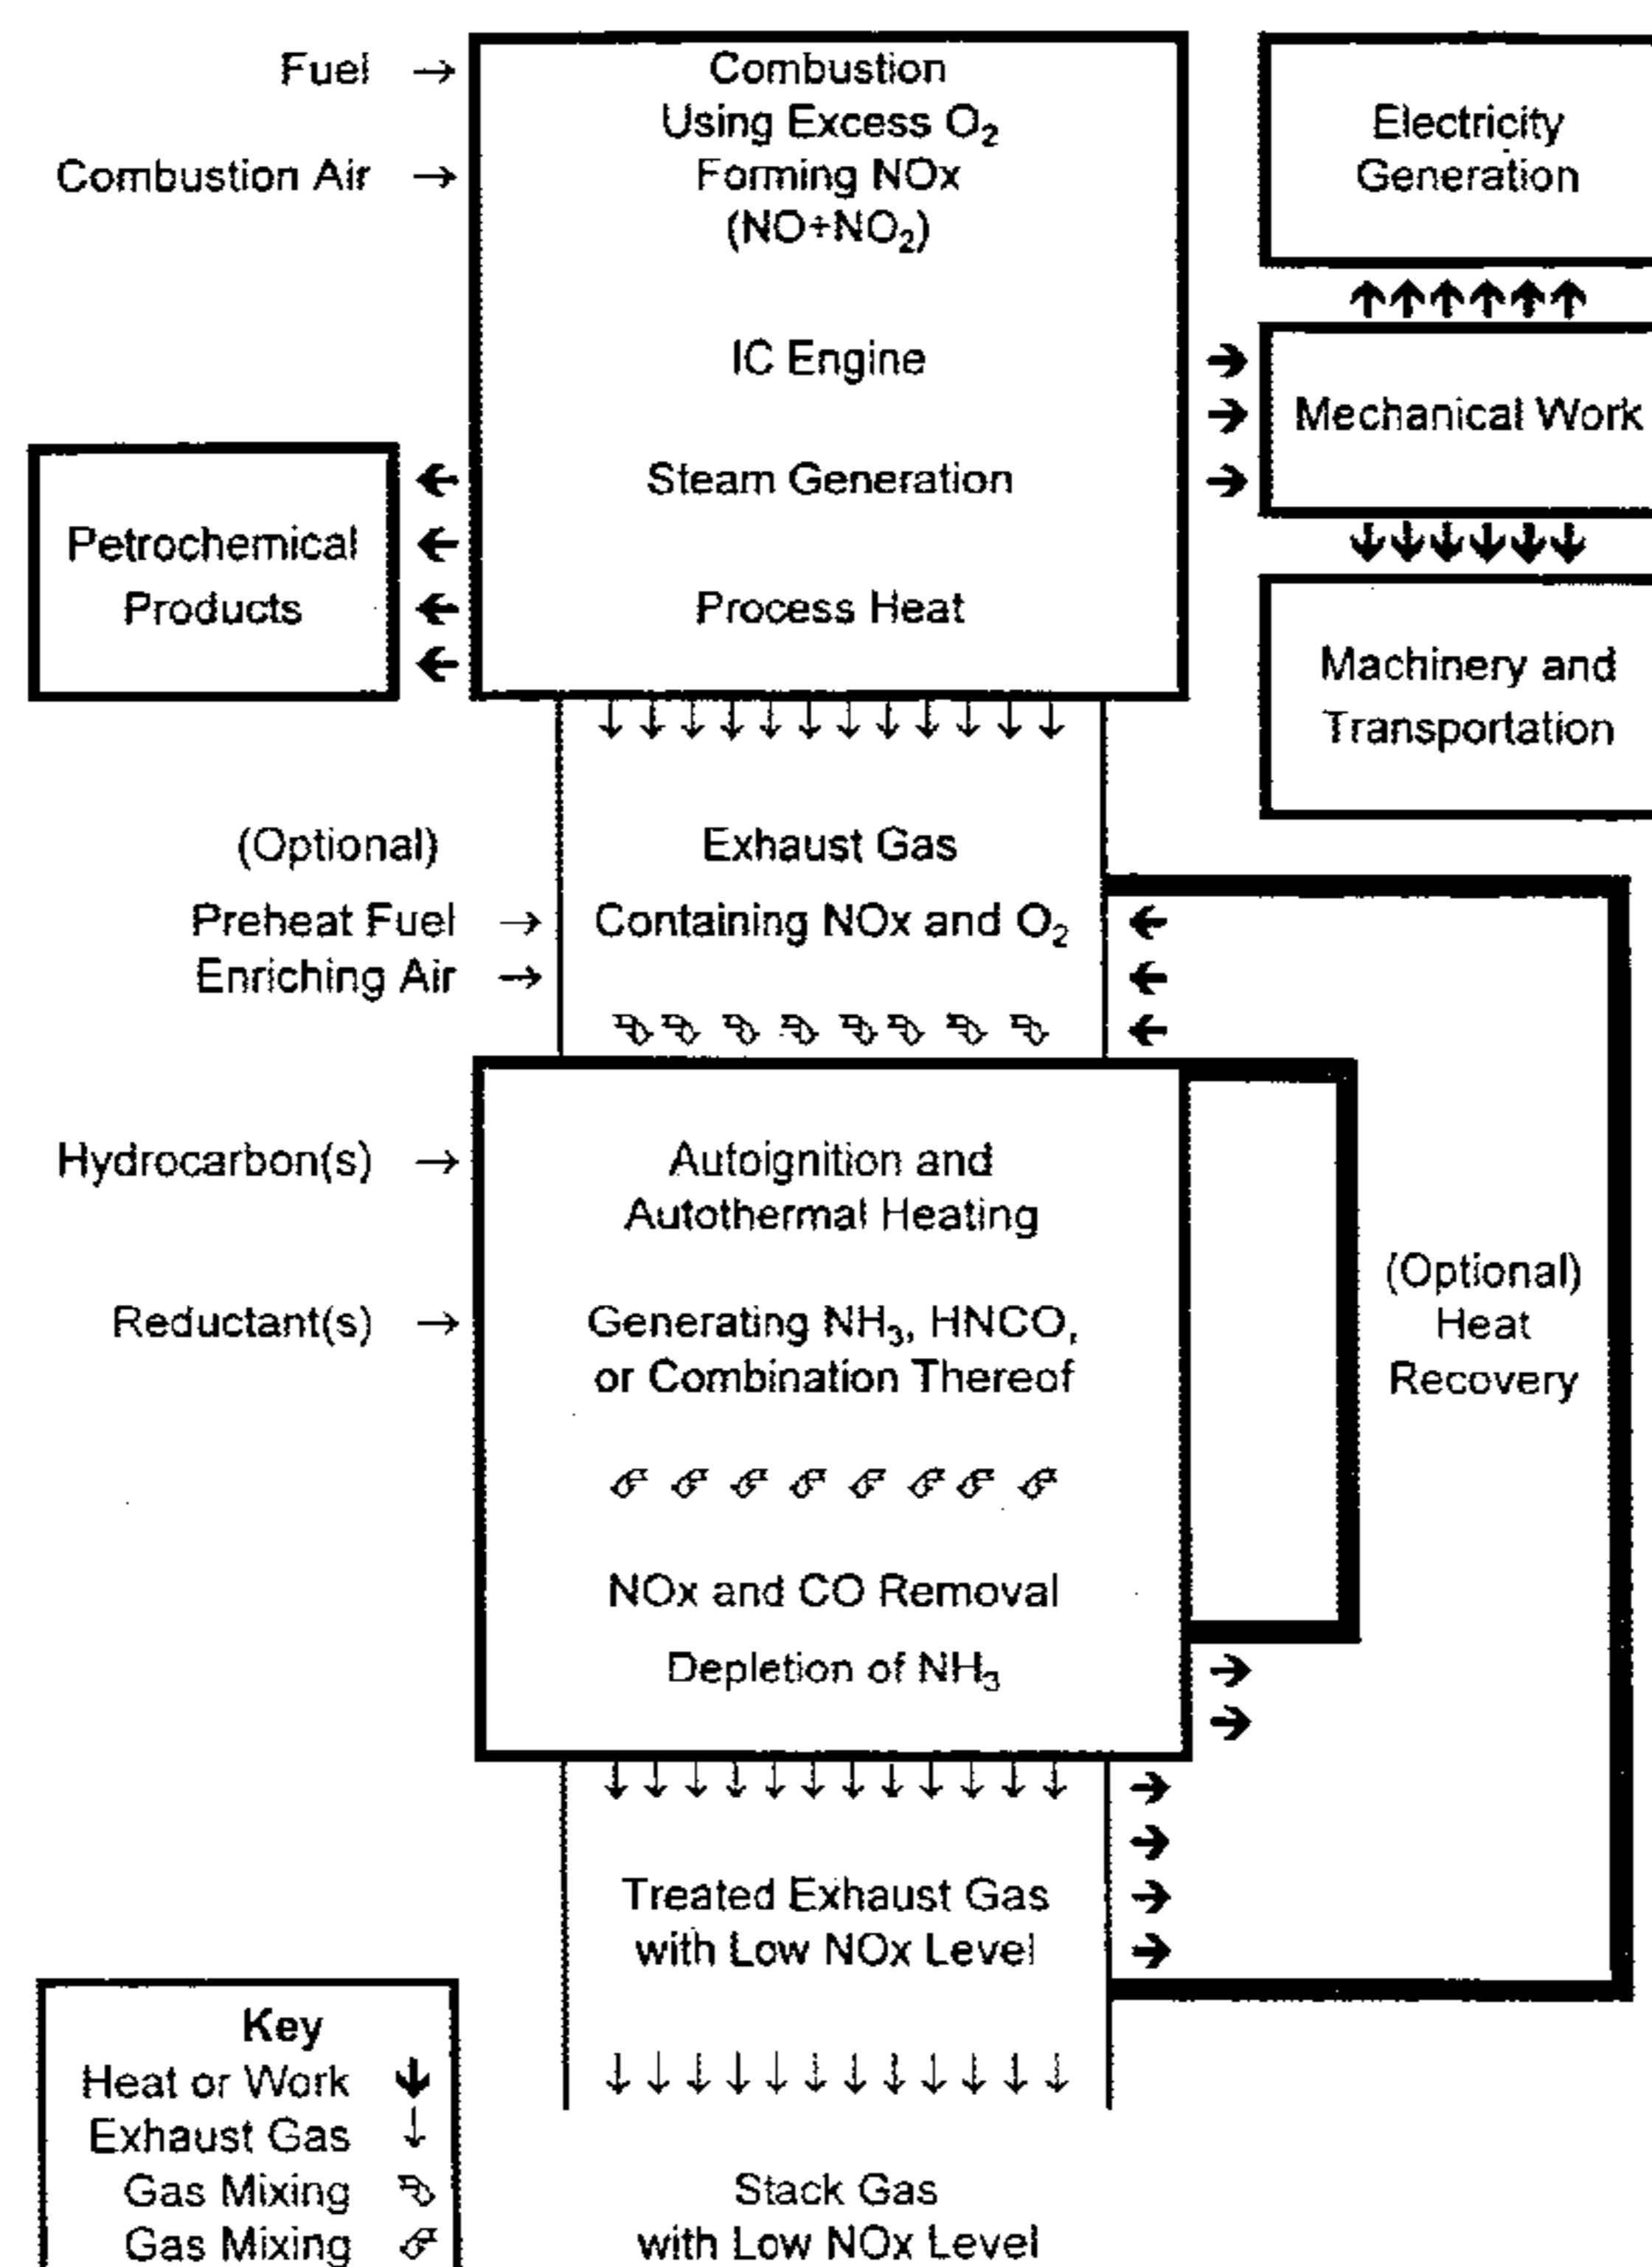 Fuel →
Combustion Air →
Combustion
Using Excess O₂
Forming NOx
(NO+NO₂)
IC Engine
Steam Generation
Process Heat
Electricity
Generation
Mechanical Work
Machinery and
Transportation
Petrochemical
Products
(Optional)
Preheat Fuel →
Enriching Air →
Exhaust Gas
Containing NOx and O₂
Hydrocarbon(s) →
Reductant(s) →
Autoignition and
Autothermal Heating
Generating NH₃, HNCO,
or Combination Thereof
NOx and CO Removal
Depletion of NH₃
(Optional)
Heat
Recovery
Treated Exhaust Gas
with Low NOx Level
Stack Gas
with Low NOx Level
Key
Heat or Work
Exhaust Gas
Gas Mixing
Gas Mixing